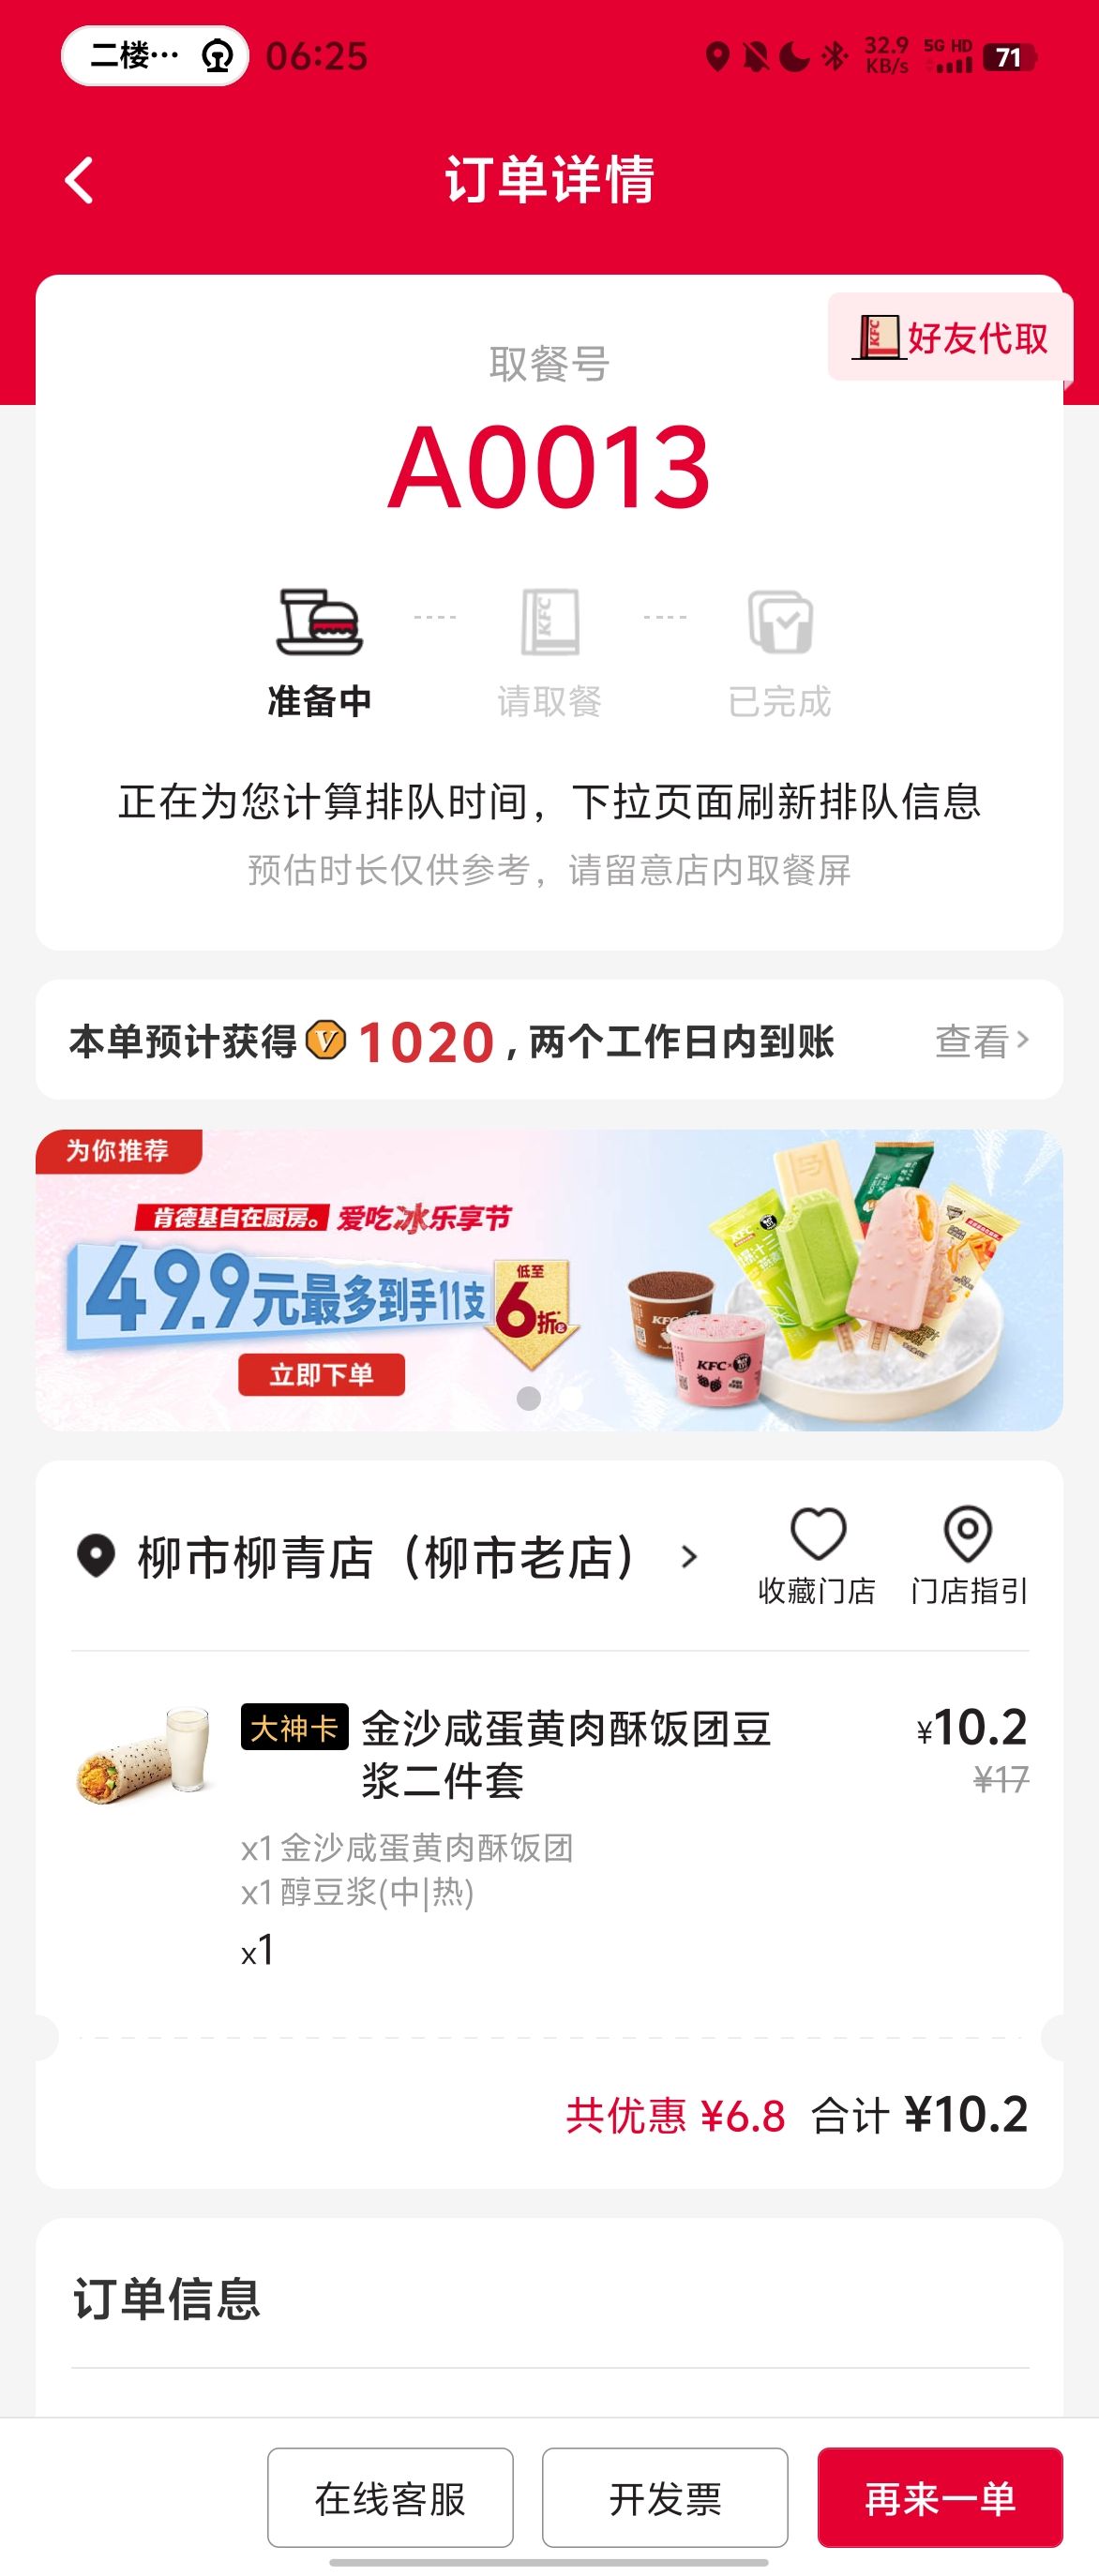 二楼…
06:25
32.9 KB/s
5G HD
71
订单详情
好友代取
取餐号
A0013
KFC
准备中
请取餐
已完成
正在为您计算排队时间，下拉页面刷新排队信息
预估时长仅供参考，请留意店内取餐屏
本单预计获得 V 1020 , 两个工作日内到账
查看>
为你推荐
肯德基自在厨房。爱吃冰乐享节
49.9元最多到手11支
低至
6折起
立即下单
KFC
柳市柳青店（柳市老店） >
收藏门店
门店指引
大神卡 金沙咸蛋黄肉酥饭团豆
浆二件套
¥10.2
¥17
x1 金沙咸蛋黄肉酥饭团
x1 醇豆浆(中|热)
x1
共优惠 ¥6.8 合计 ¥10.2
订单信息
在线客服
开发票
再来一单